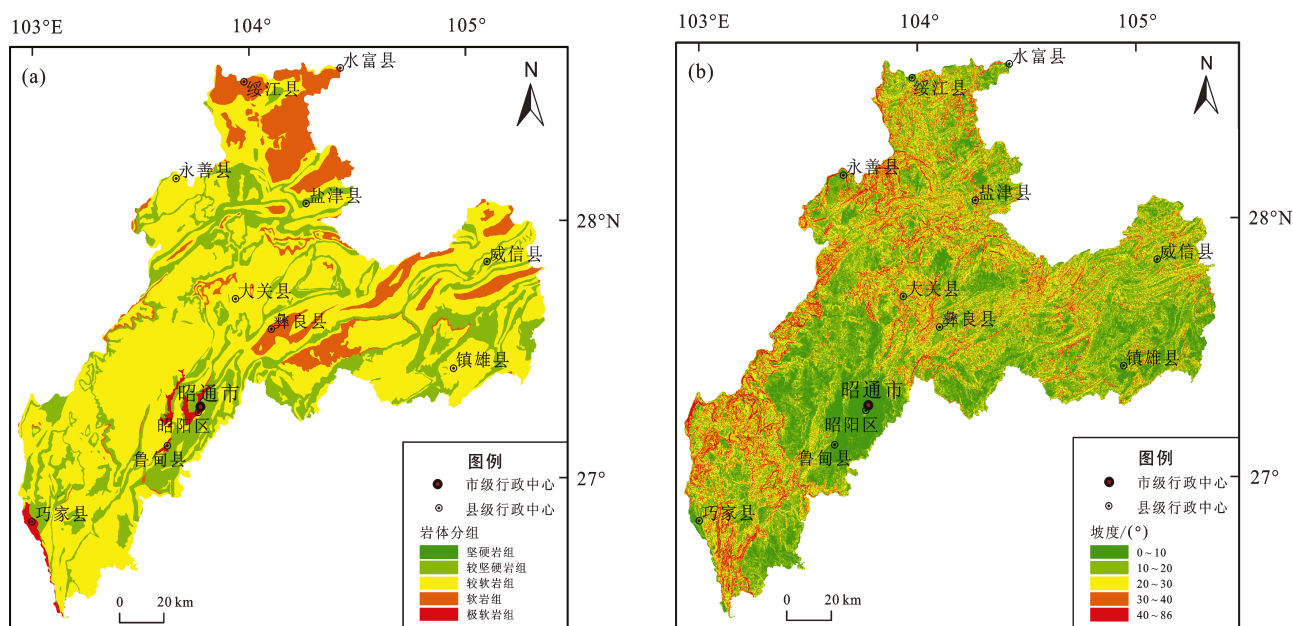 103°E
104°
105°
(a)
N
水富县
绥江县
永善县
盐津县
28°N
威信县
大关县
彝良县
镇雄县
昭通市
昭阳区
鲁甸县
27°
巧家县
图例
市级行政中心
县级行政中心
岩体分组
坚硬岩组
较坚硬岩组
较软岩组
软岩组
极软岩组
0 20 km
103°E
104°
105°
(b)
N
水富县
绥江县
永善县
盐津县
28°N
威信县
大关县
彝良县
镇雄县
昭通市
昭阳区
鲁甸县
27°
巧家县
图例
市级行政中心
县级行政中心
坡度/(°)
0~10
10~20
20~30
30~40
40~86
0 20 km